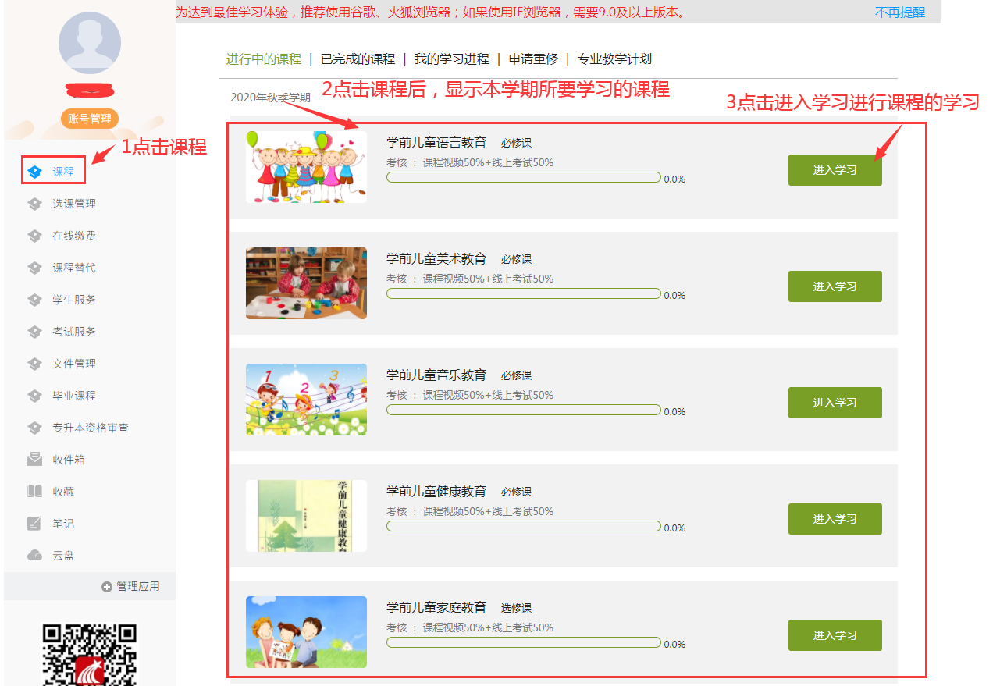 为达到最佳学习体验，推荐使用谷歌、火狐浏览器；如果使用IE浏览器，需要9.0及以上版本。 不再提醒
进行中的课程 | 已完成的课程 | 我的学习进程 | 申请重修 | 专业教学计划
2020年秋季学期
2点击课程后，显示本学期所要学习的课程
3点击进入学习进行课程的学习
账号管理
1点击课程
课程
选课管理
在线缴费
课程替代
学生服务
考试服务
文件管理
毕业课程
专升本资格审查
收件箱
收藏
笔记
云盘
管理应用
学前儿童语言教育 必修课
考核 ： 课程视频50%+线上考试50%
0.0%
进入学习
学前儿童美术教育 必修课
考核 ： 课程视频50%+线上考试50%
0.0%
进入学习
1 2 3
学前儿童音乐教育 必修课
考核 ： 课程视频50%+线上考试50%
0.0%
进入学习
学前儿童健康教育
学前儿童健康教育 必修课
考核 ： 课程视频50%+线上考试50%
0.0%
进入学习
学前儿童家庭教育 选修课
考核 ： 课程视频50%+线上考试50%
0.0%
进入学习